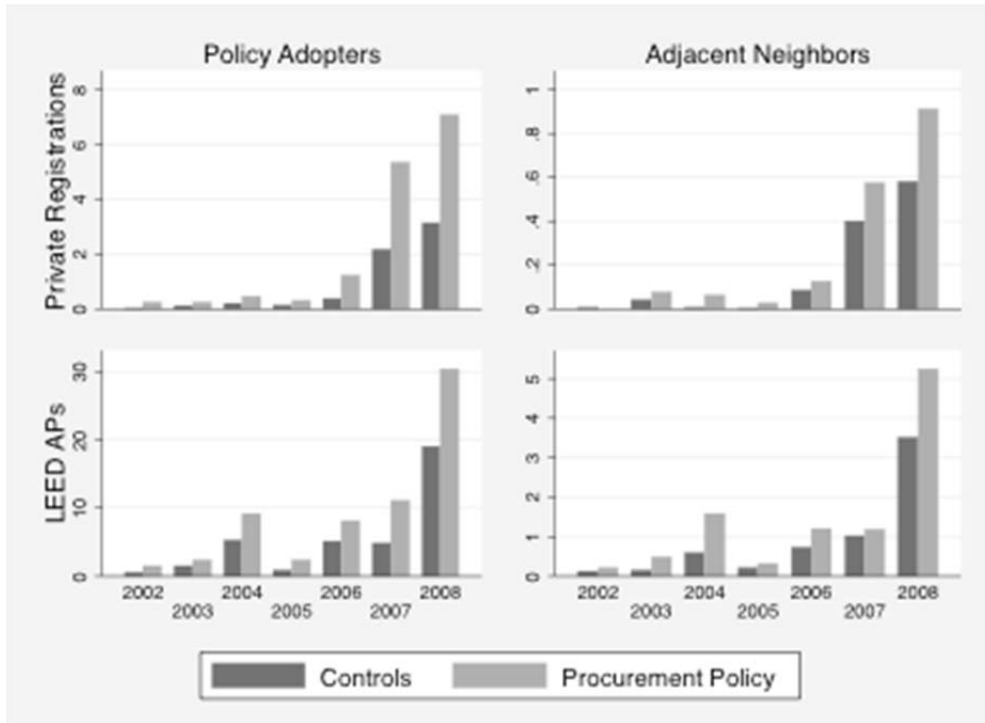 Policy Adopters
Adjacent Neighbors
Private Registrations
8
6
4
2
0
1
.8
.6
.4
.2
0
LEED APs
30
20
10
0
5
4
3
2
1
0
2002 2004 2006 2008
2003 2005 2007
2002 2004 2006 2008
2003 2005 2007
Controls Procurement Policy